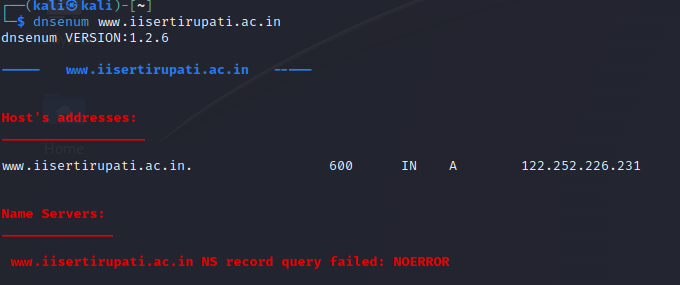 ┌──(kali㉿kali)-[~]
└─$ dnsenum www.iisertirupati.ac.in
dnsenum VERSION:1.2.6
-----   www.iisertirupati.ac.in   -----
Host's addresses:
__________________
www.iisertirupati.ac.in.                 600      IN    A        122.252.226.231
Name Servers:
______________
www.iisertirupati.ac.in NS record query failed: NOERROR
Home